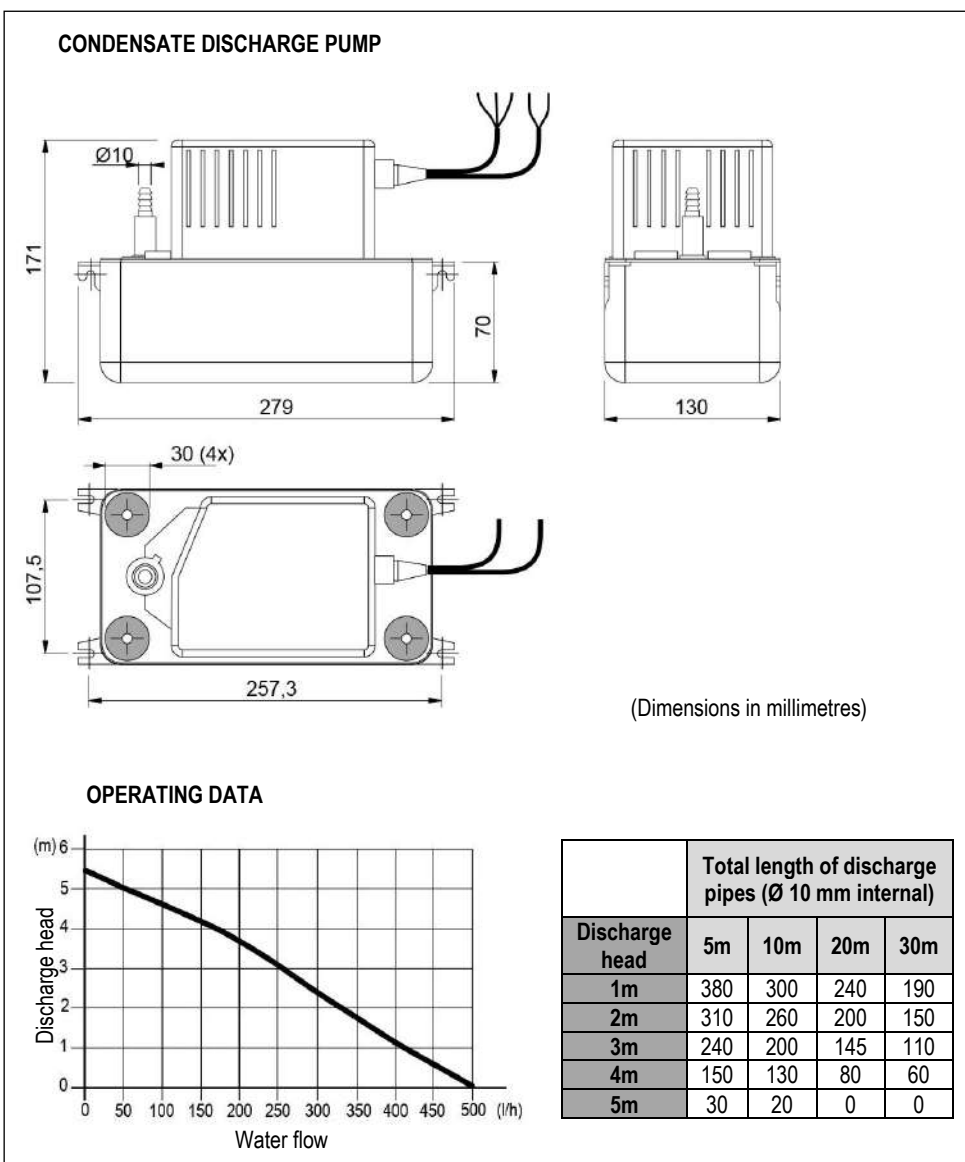 CONDENSATE DISCHARGE PUMP
Ø10
171
70
279
130
30 (4x)
107,5
257,3
(Dimensions in millimetres)
OPERATING DATA
(m) 6
5
4
3
2
1
0
Discharge head
0 50 100 150 200 250 300 350 400 450 500 (l/h)
Water flow
Total length of discharge
pipes (Ø 10 mm internal)
Discharge
head
5m 10m 20m 30m
1m 380 300 240 190
2m 310 260 200 150
3m 240 200 145 110
4m 150 130 80 60
5m 30 20 0 0